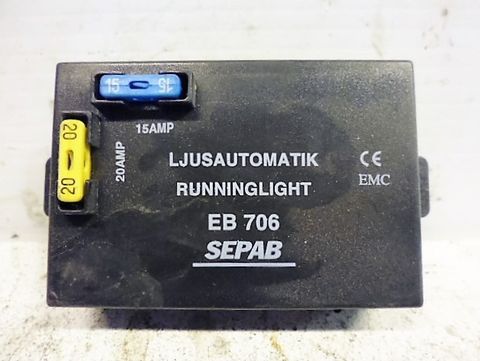 15 15
15AMP
20
20
20AMP
LJUSAUTOMATIK
RUNNINGLIGHT
EB 706
SEPAB
CE
EMC